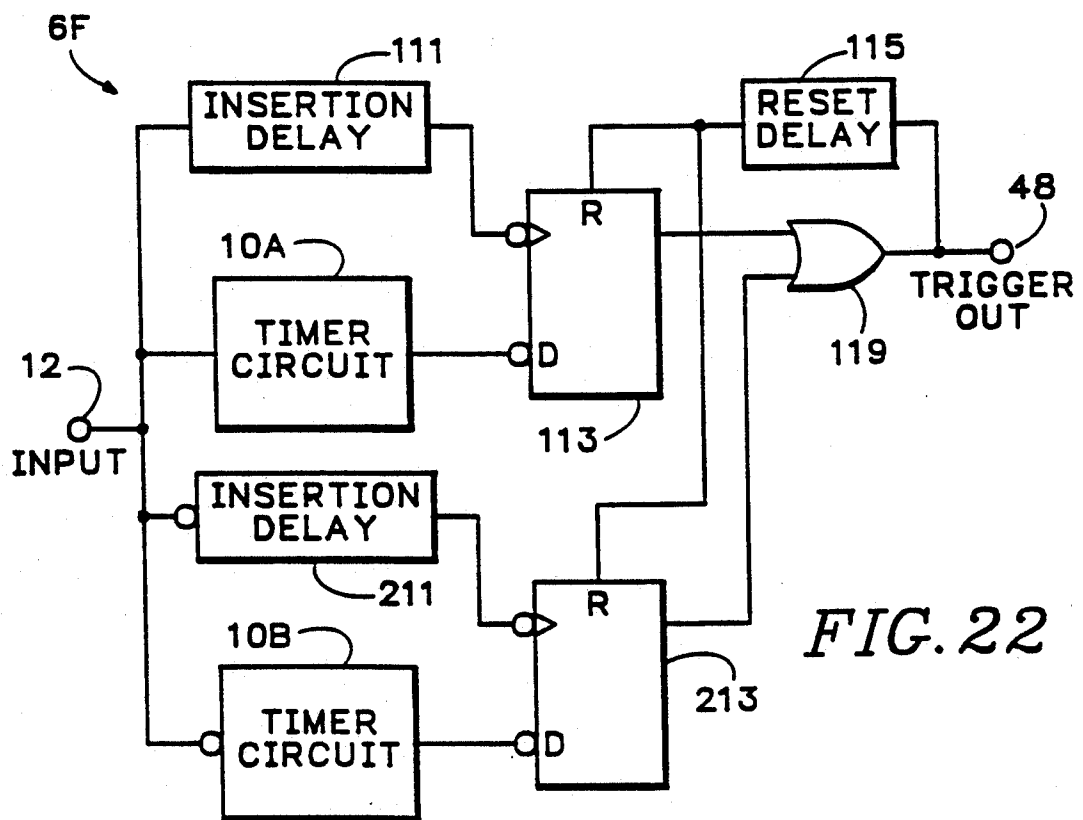 6F
111
INSERTION
DELAY
115
RESET
DELAY
R
48
10A
TIMER
CIRCUIT
D
TRIGGER
OUT
119
12
INPUT
113
INSERTION
DELAY
211
R
10B
TIMER
CIRCUIT
D
213
FIG. 22